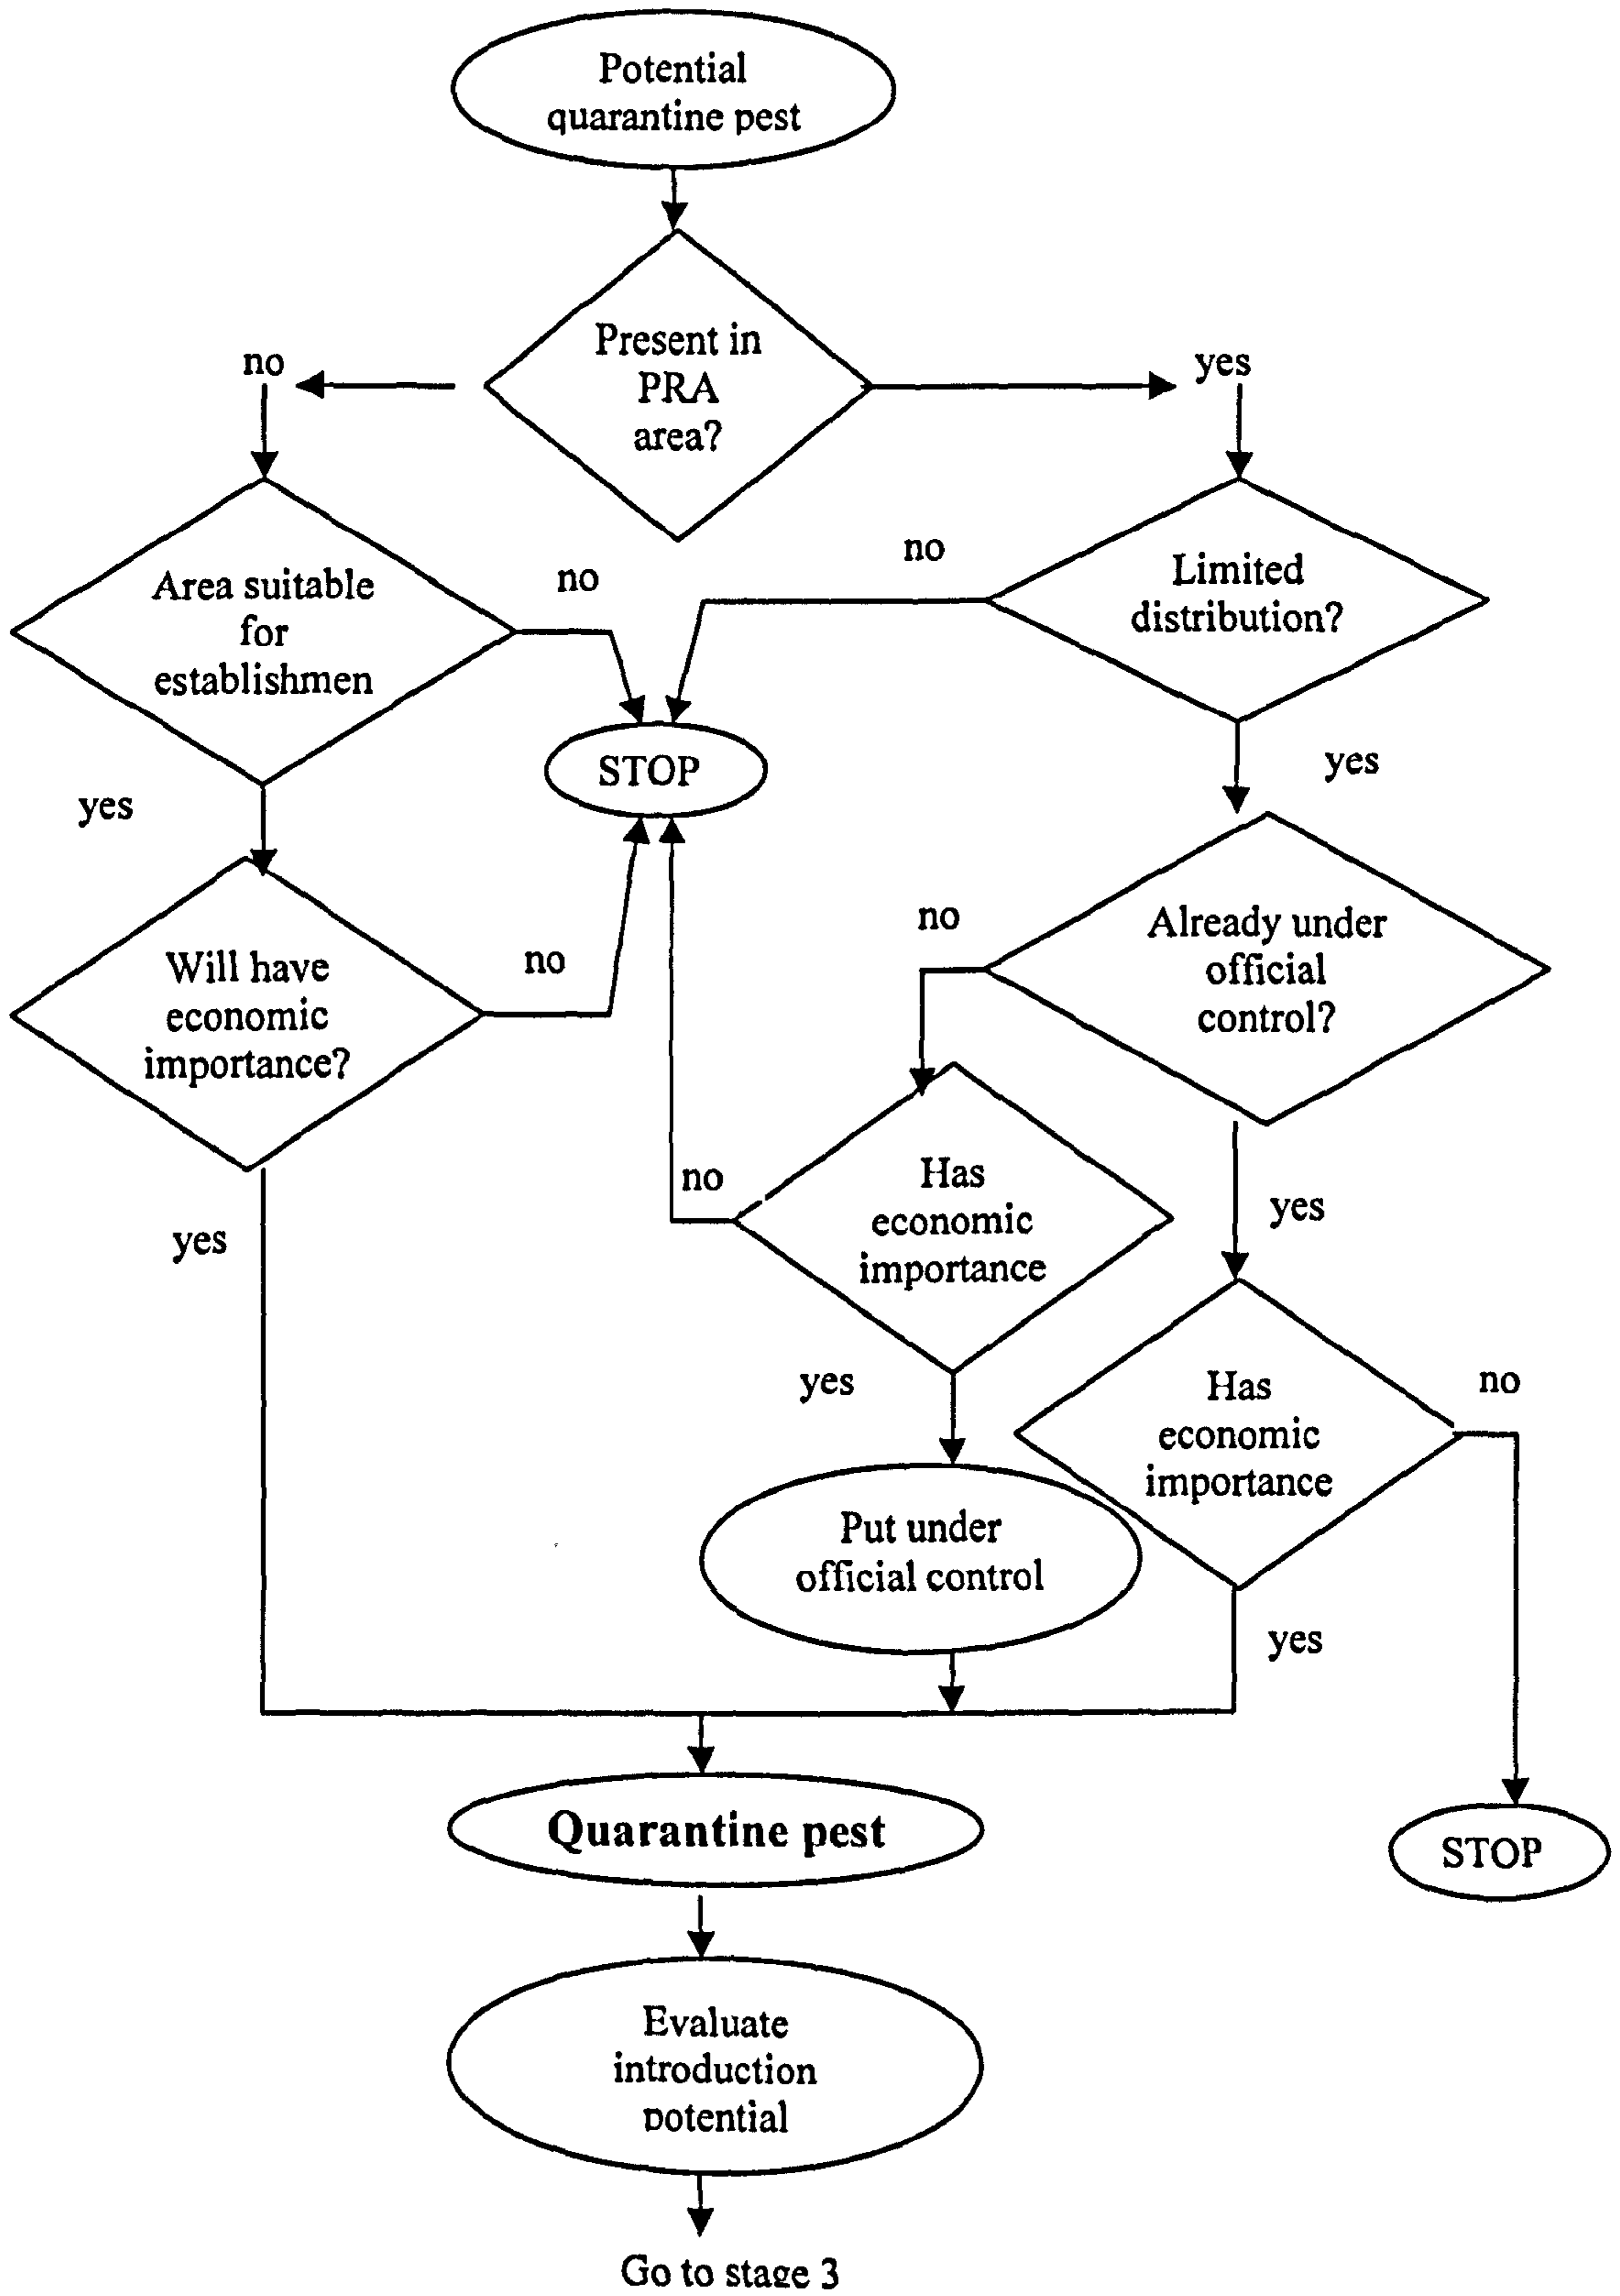 Potential
quarantine pest
Present in
PRA
area?
no
yes
Area suitable
for
establishmen
no
no
Limited
distribution?
STOP
yes
yes
Will have
economic
importance?
no
no
Already under
official
control?
no
Has
economic
importance
yes
yes
yes
Has
economic
importance
no
Put under
official control
yes
Quarantine pest
STOP
Evaluate
introduction
potential
Go to stage 3